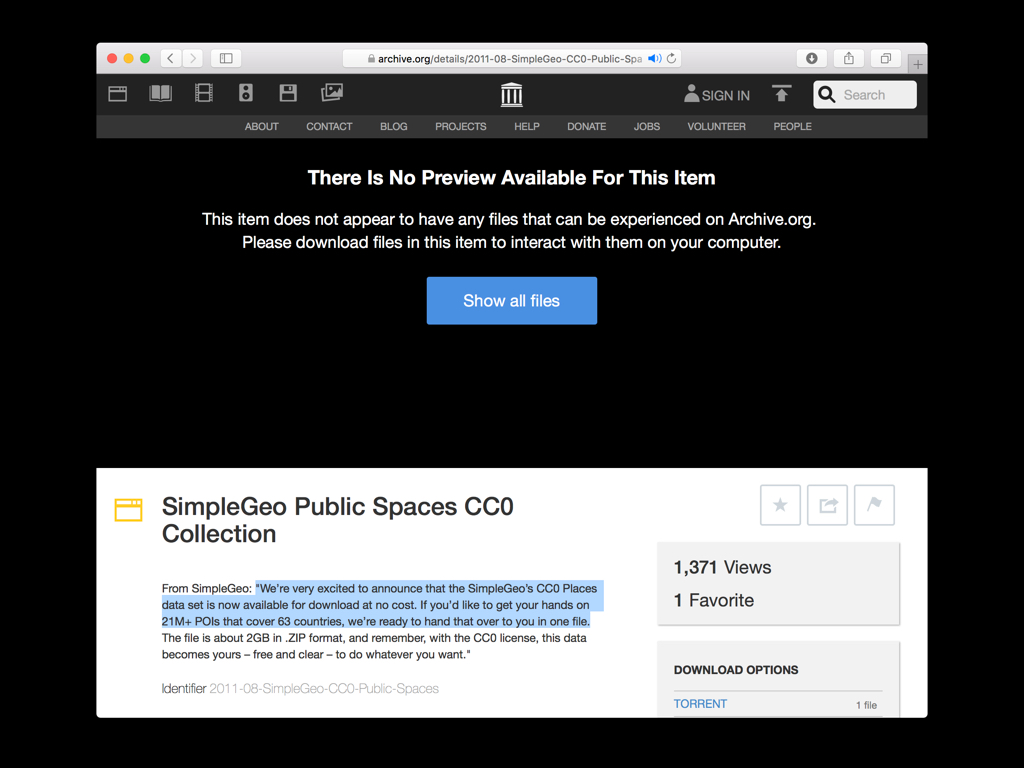 archive.org/details/2011-08-SimpleGeo-CC0-Public-Spa
SIGN IN
Search
ABOUT CONTACT BLOG PROJECTS HELP DONATE JOBS VOLUNTEER PEOPLE
There Is No Preview Available For This Item
This item does not appear to have any files that can be experienced on Archive.org.
Please download files in this item to interact with them on your computer.
Show all files
SimpleGeo Public Spaces CC0
Collection
From SimpleGeo: "We're very excited to announce that the SimpleGeo's CC0 Places
data set is now available for download at no cost. If you'd like to get your hands on
21M+ POIs that cover 63 countries, we're ready to hand that over to you in one file.
The file is about 2GB in .ZIP format, and remember, with the CC0 license, this data
becomes yours – free and clear – to do whatever you want."
Identifier 2011-08-SimpleGeo-CC0-Public-Spaces
1,371 Views
1 Favorite
DOWNLOAD OPTIONS
TORRENT 1 file